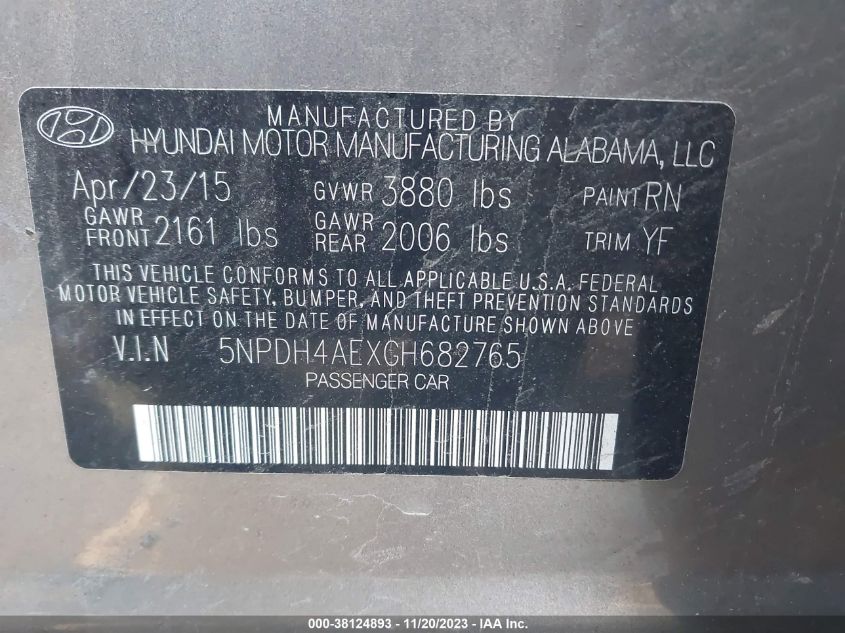 MANUFACTURED BY
HYUNDAI MOTOR MANUFACTURING ALABAMA, LLC
Apr/23/15 GVWR 3880 lbs PAINT RN
GAWR FRONT 2161 lbs GAWR REAR 2006 lbs TRIM YF
THIS VEHICLE CONFORMS TO ALL APPLICABLE U.S.A. FEDERAL
MOTOR VEHICLE SAFETY, BUMPER, AND THEFT PREVENTION STANDARDS
IN EFFECT ON THE DATE OF MANUFACTURE SHOWN ABOVE
V.I.N 5NPDH4AEXGH682765
PASSENGER CAR
000-38124893 - 11/20/2023 - IAA Inc.